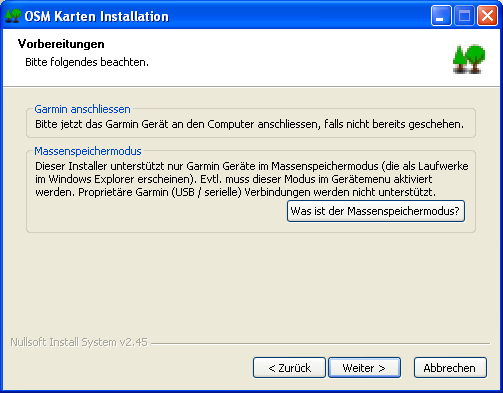 OSM Karten Installation
Vorbereitungen
Bitte folgendes beachten.
Garmin anschliessen
Bitte jetzt das Garmin Gerät an den Computer anschliessen, falls nicht bereits geschehen.
Massenspeichermodus
Dieser Installer unterstützt nur Garmin Geräte im Massenspeichermodus (die als Laufwerke
im Windows Explorer erscheinen). Evtl. muss dieser Modus im Gerätemenu aktiviert
werden. Proprietäre Garmin (USB / serielle) Verbindungen werden nicht unterstützt.
Was ist der Massenspeichermodus?
Nullsoft Install System v2.45
< Zurück
Weiter >
Abbrechen